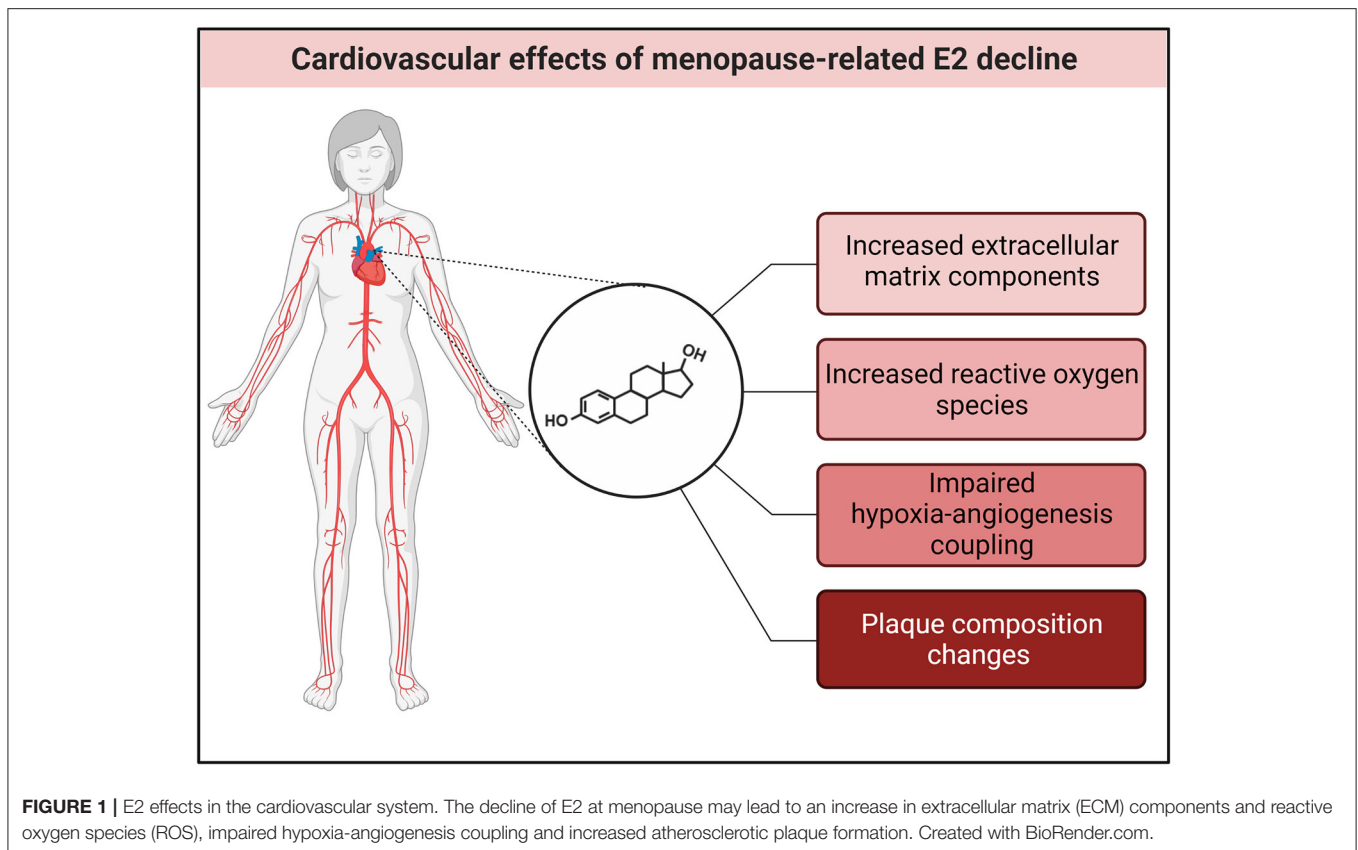 Cardiovascular effects of menopause-related E2 decline
OH
HO
Increased extracellular
matrix components
Increased reactive oxygen
species
Impaired
hypoxia-angiogenesis
coupling
Plaque composition
changes
FIGURE 1 | E2 effects in the cardiovascular system. The decline of E2 at menopause may lead to an increase in extracellular matrix (ECM) components and reactive
oxygen species (ROS), impaired hypoxia-angiogenesis coupling and increased atherosclerotic plaque formation. Created with BioRender.com.